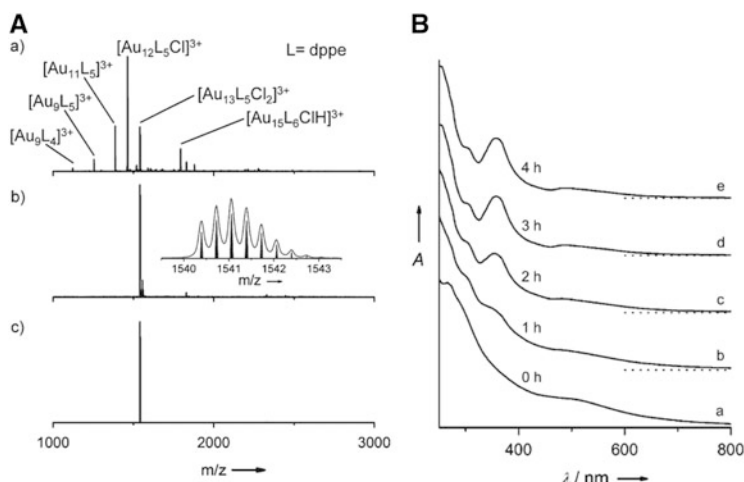 A
B
a)
[Au₁₂L₅Cl]³⁺
L= dppe
[Au₁₁L₅]³⁺
[Au₉L₅]³⁺
[Au₁₃L₅Cl₂]³⁺
[Au₉L₄]³⁺
[Au₁₅L₆ClH]³⁺
b)
1540 1541 1542 1543
m/z
c)
1000 2000 3000
m/z
A
4 h
e
3 h
d
2 h
c
1 h
b
0 h
a
400 600 800
λ / nm